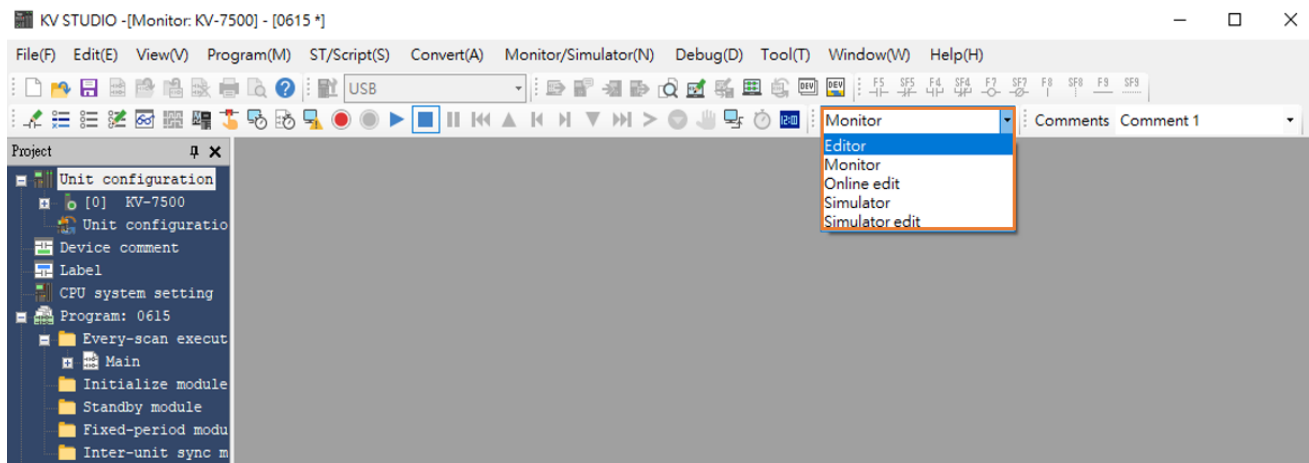 KV STUDIO -[Monitor: KV-7500] - [0615 *]
File(F) Edit(E) View(V) Program(M) ST/Script(S) Convert(A) Monitor/Simulator(N) Debug(D) Tool(T) Window(W) Help(H)
USB DEV DEV F5 SF5 F4 SF4 F7 SF7 F8 SF8 F9 SF9
Monitor Comments Comment 1
Editor
Monitor
Online edit
Simulator
Simulator edit
Project
Unit configuration
[0] KV-7500
Unit configuratio
Device comment
Label
CPU system setting
Program: 0615
Every-scan execut
Main
Initialize module
Standby module
Fixed-period modu
Inter-unit sync m